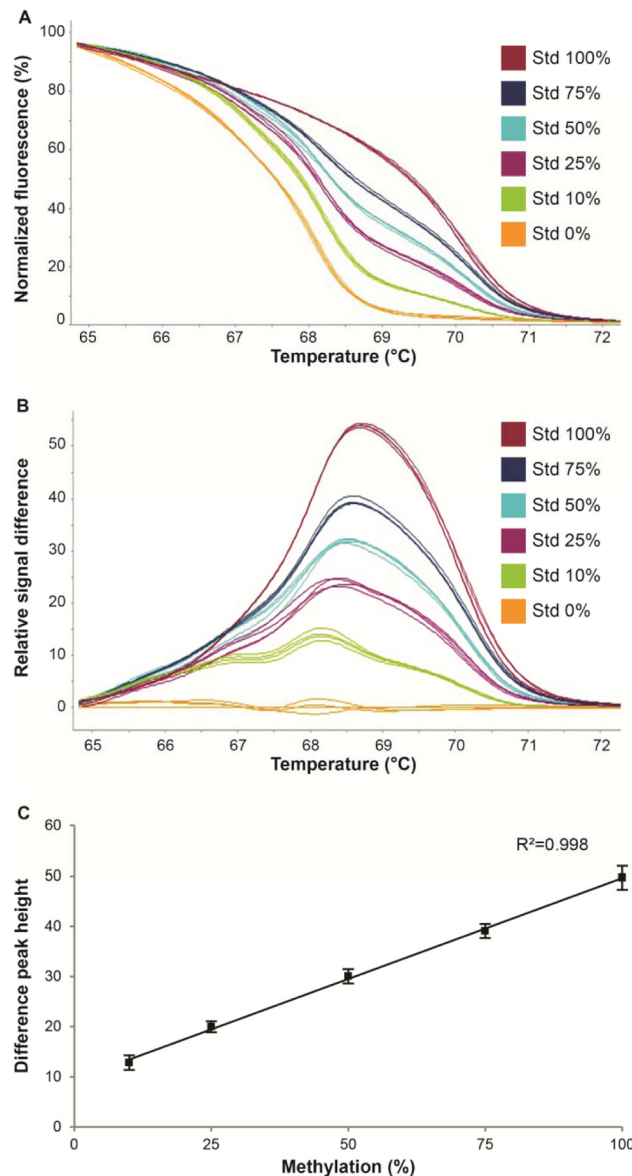 A
Normalized fluorescence (%)
100
80
60
40
20
0
Std 100%
Std 75%
Std 50%
Std 25%
Std 10%
Std 0%
65 66 67 68 69 70 71 72
Temperature (°C)
B
Relative signal difference
50
40
30
20
10
0
Std 100%
Std 75%
Std 50%
Std 25%
Std 10%
Std 0%
65 66 67 68 69 70 71 72
Temperature (°C)
C
Difference peak height
60
50
40
30
20
10
0
R²=0.998
0 25 50 75 100
Methylation (%)